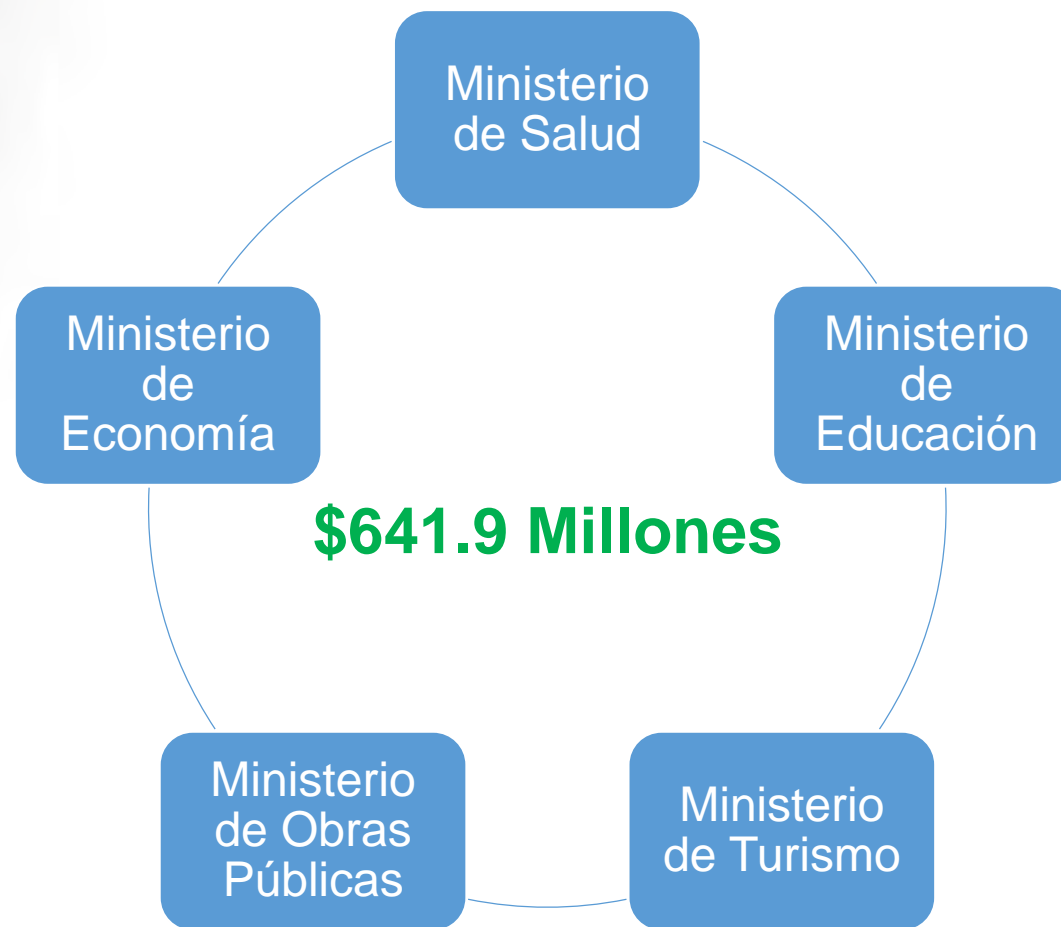 Ministerio
de Salud
Ministerio
de
Economía
Ministerio
de
Educación
$641.9 Millones
Ministerio
de Obras
Públicas
Ministerio
de Turismo